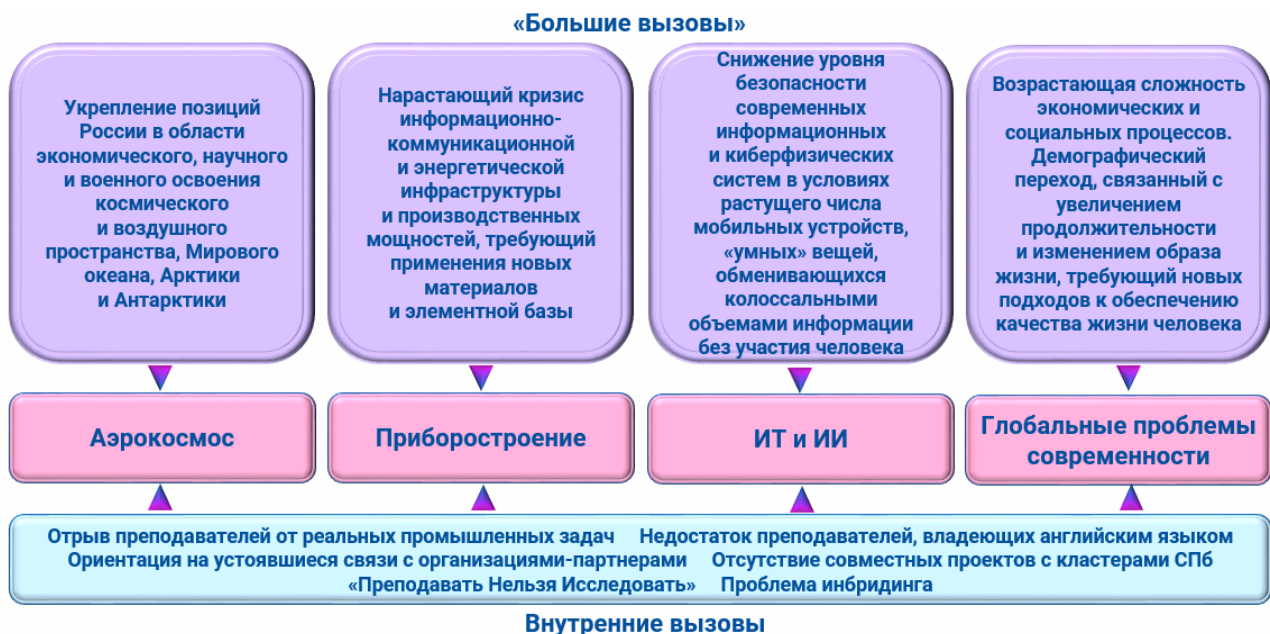 «Большие вызовы»
Укрепление позиций
России в области
экономического, научного
и военного освоения
космического
и воздушного
пространства, Мирового
океана, Арктики
и Антарктики
Нарастающий кризис
информационно-
коммуникационной
и энергетической
инфраструктуры
и производственных
мощностей, требующий
применения новых
материалов
и элементной базы
Снижение уровня
безопасности
современных
информационных
и киберфизических
систем в условиях
растущего числа
мобильных устройств,
«умных» вещей,
обменивающихся
колоссальными
объемами информации
без участия человека
Возрастающая сложность
экономических и
социальных процессов.
Демографический
переход, связанный с
увеличением
продолжительности
и изменением образа
жизни, требующий новых
подходов к обеспечению
качества жизни человека
Аэрокосмос
Приборостроение
ИТ и ИИ
Глобальные проблемы
современности
Отрыв преподавателей от реальных промышленных задач Недостаток преподавателей, владеющих английским языком
Ориентация на устоявшиеся связи с организациями-партнерами Отсутствие совместных проектов с кластерами СПб
«Преподавать Нельзя Исследовать» Проблема инбридинга
Внутренние вызовы